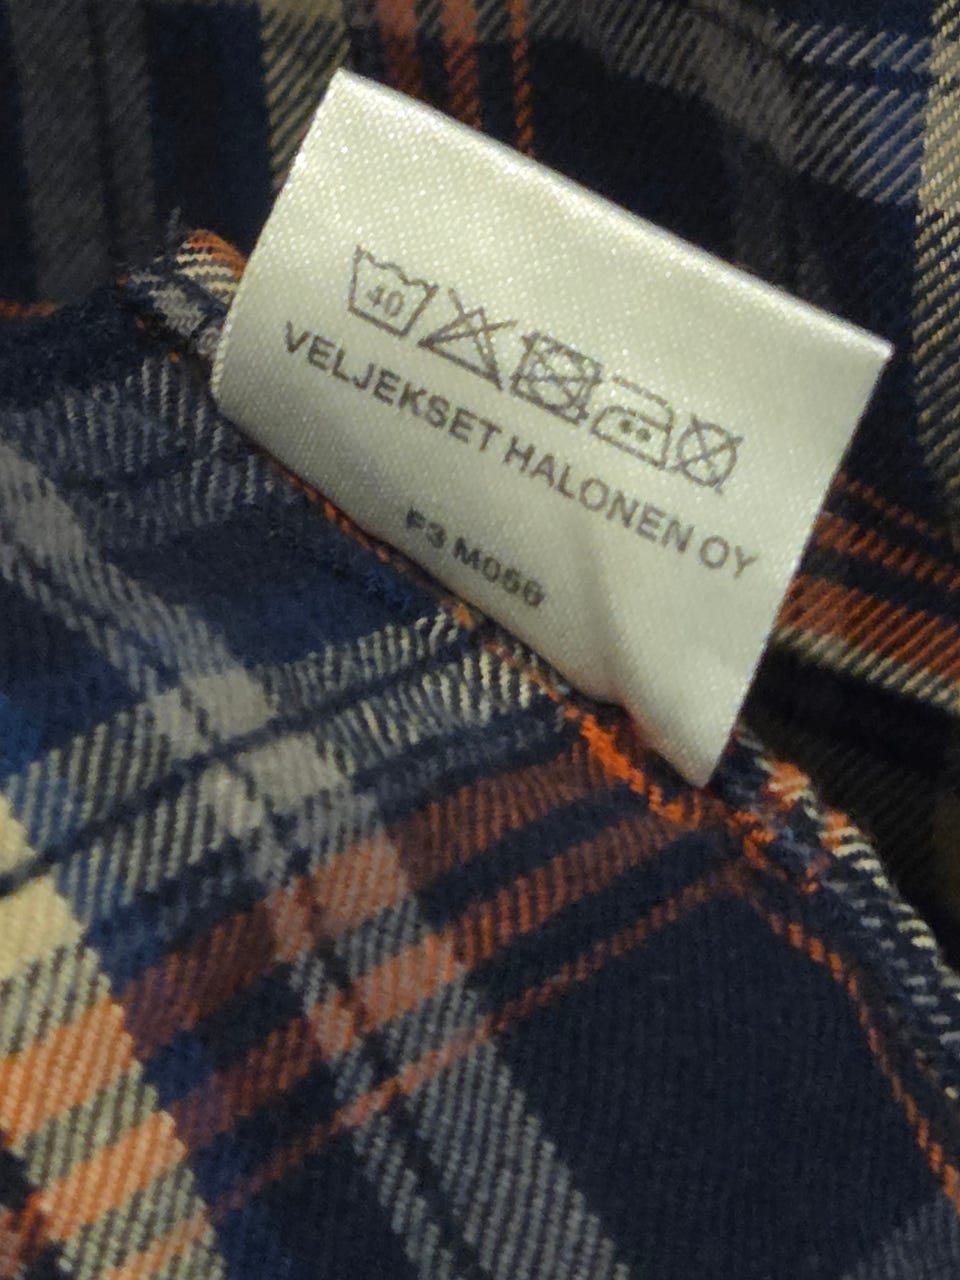 40
VELJEKSET HALONEN OY
F3 M056